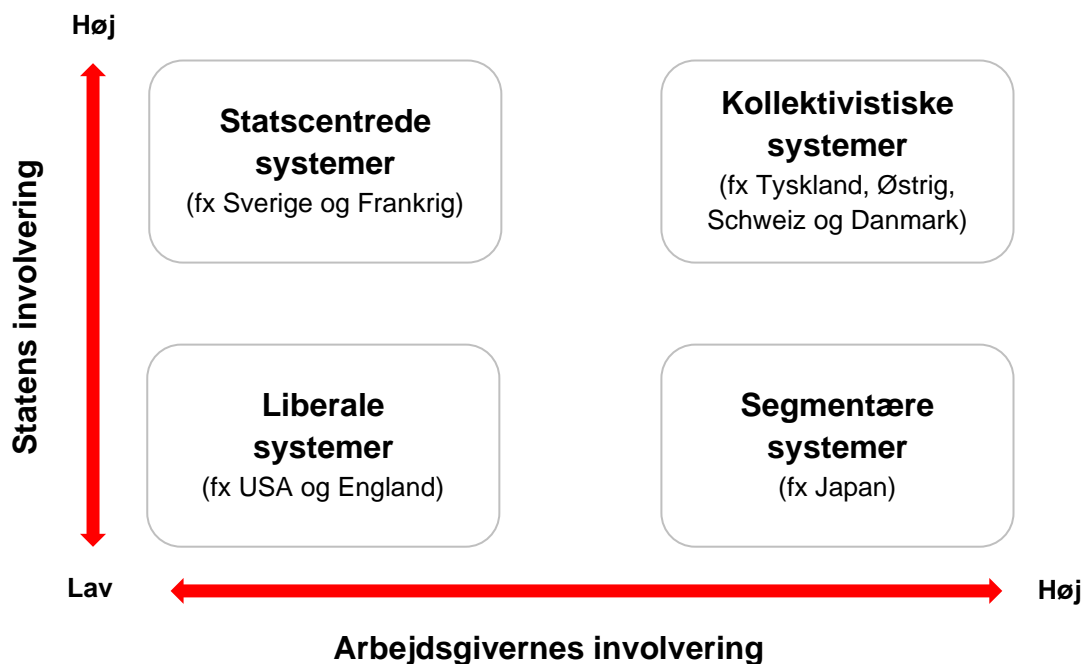 Høj
Statens involvering
Statscentrede
systemer
(fx Sverige og Frankrig)
Kollektivistiske
systemer
(fx Tyskland, Østrig,
Schweiz og Danmark)
Liberale
systemer
(fx USA og England)
Segmentære
systemer
(fx Japan)
Lav
Høj
Arbejdsgivernes involvering